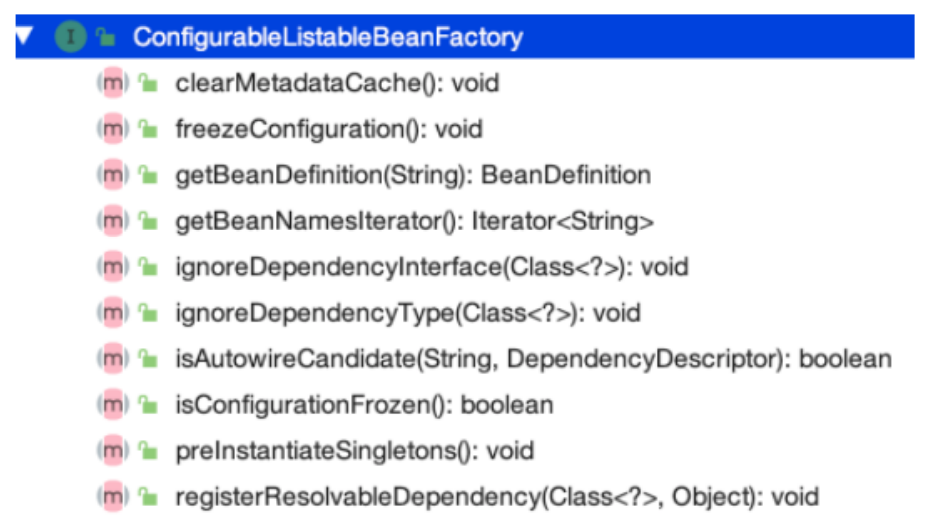 I ConfigurableListableBeanFactory
m clearMetadataCache(): void
m freezeConfiguration(): void
m getBeanDefinition(String): BeanDefinition
m getBeanNamesIterator(): Iterator<String>
m ignoreDependencyInterface(Class<?>): void
m ignoreDependencyType(Class<?>): void
m isAutowireCandidate(String, DependencyDescriptor): boolean
m isConfigurationFrozen(): boolean
m preInstantiateSingletons(): void
m registerResolvableDependency(Class<?>, Object): void